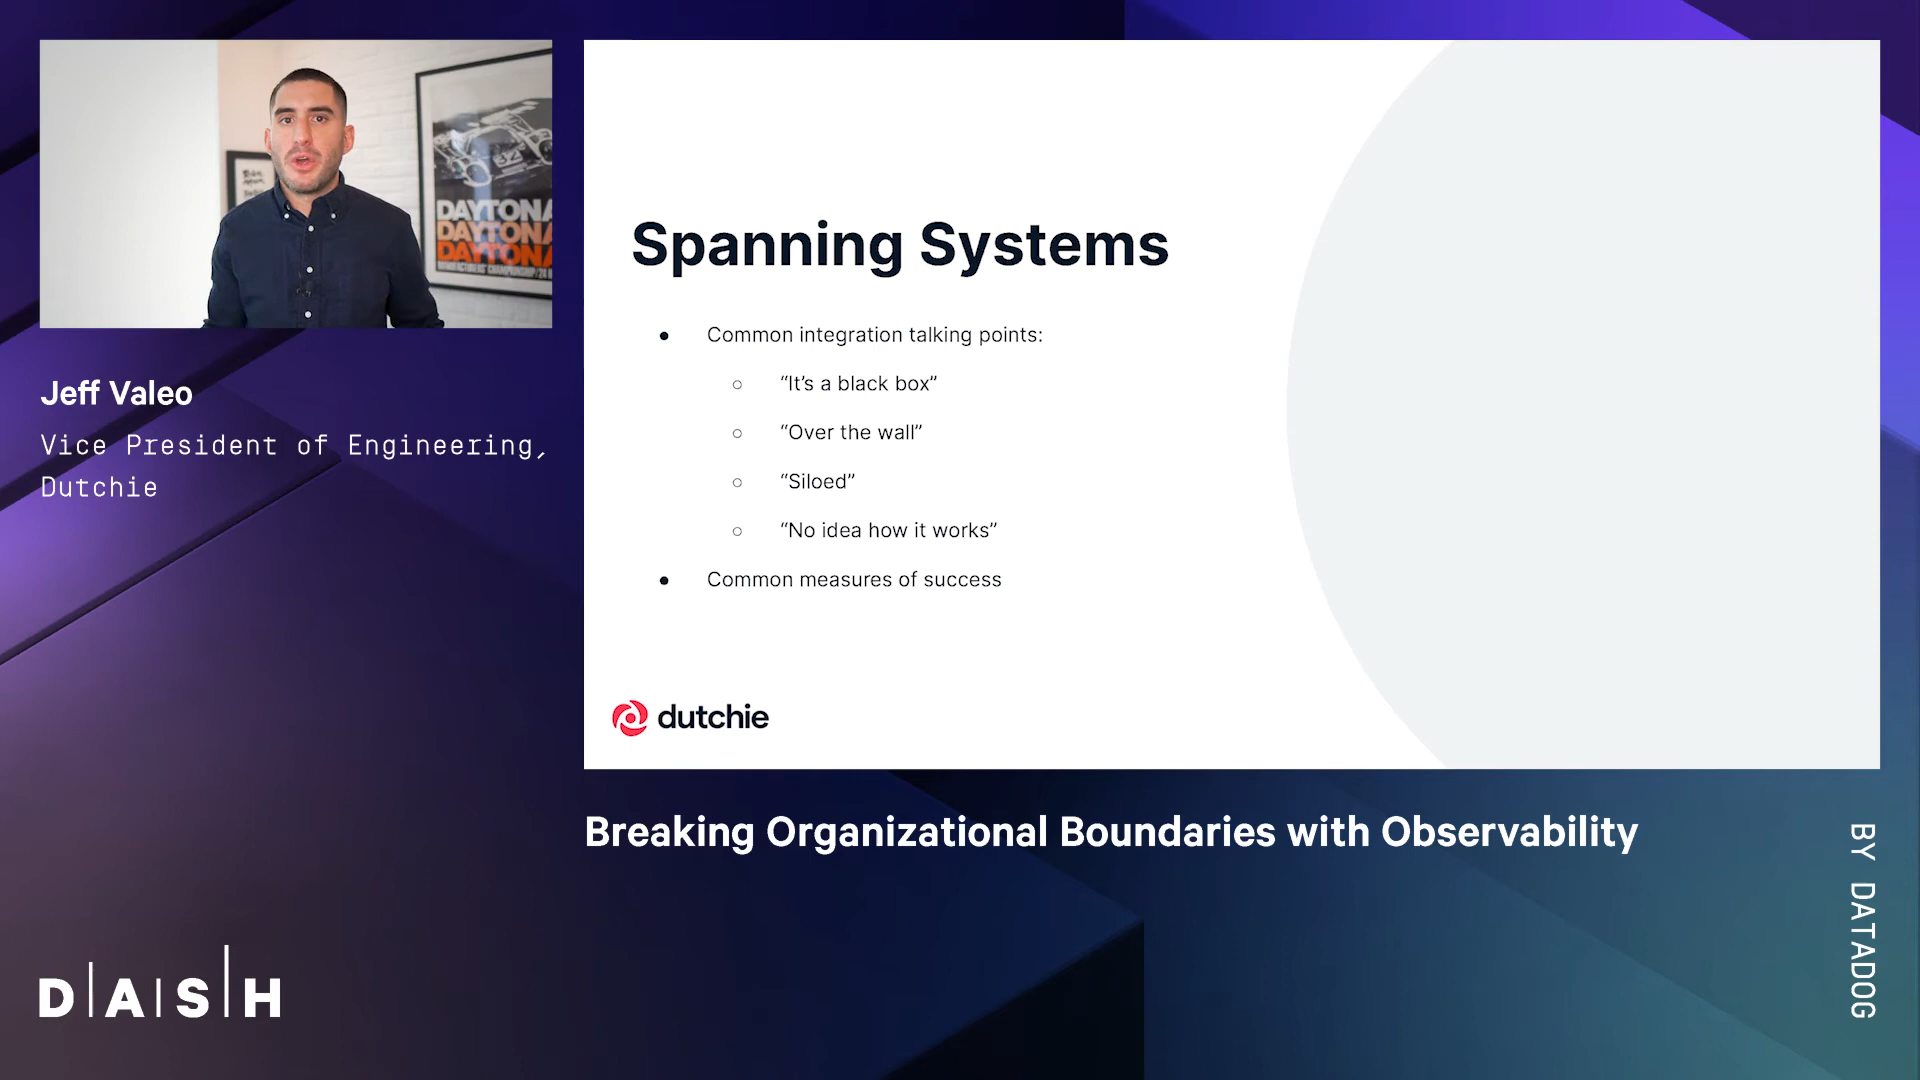 DAYTONA
DAYTONA
DAYTONA
Jeff Valeo
Vice President of Engineering,
Dutchie
Spanning Systems
• Common integration talking points:
○ “It’s a black box”
○ “Over the wall”
○ “Siloed”
○ “No idea how it works”
• Common measures of success
dutchie
Breaking Organizational Boundaries with Observability
DASH
BY DATADOG